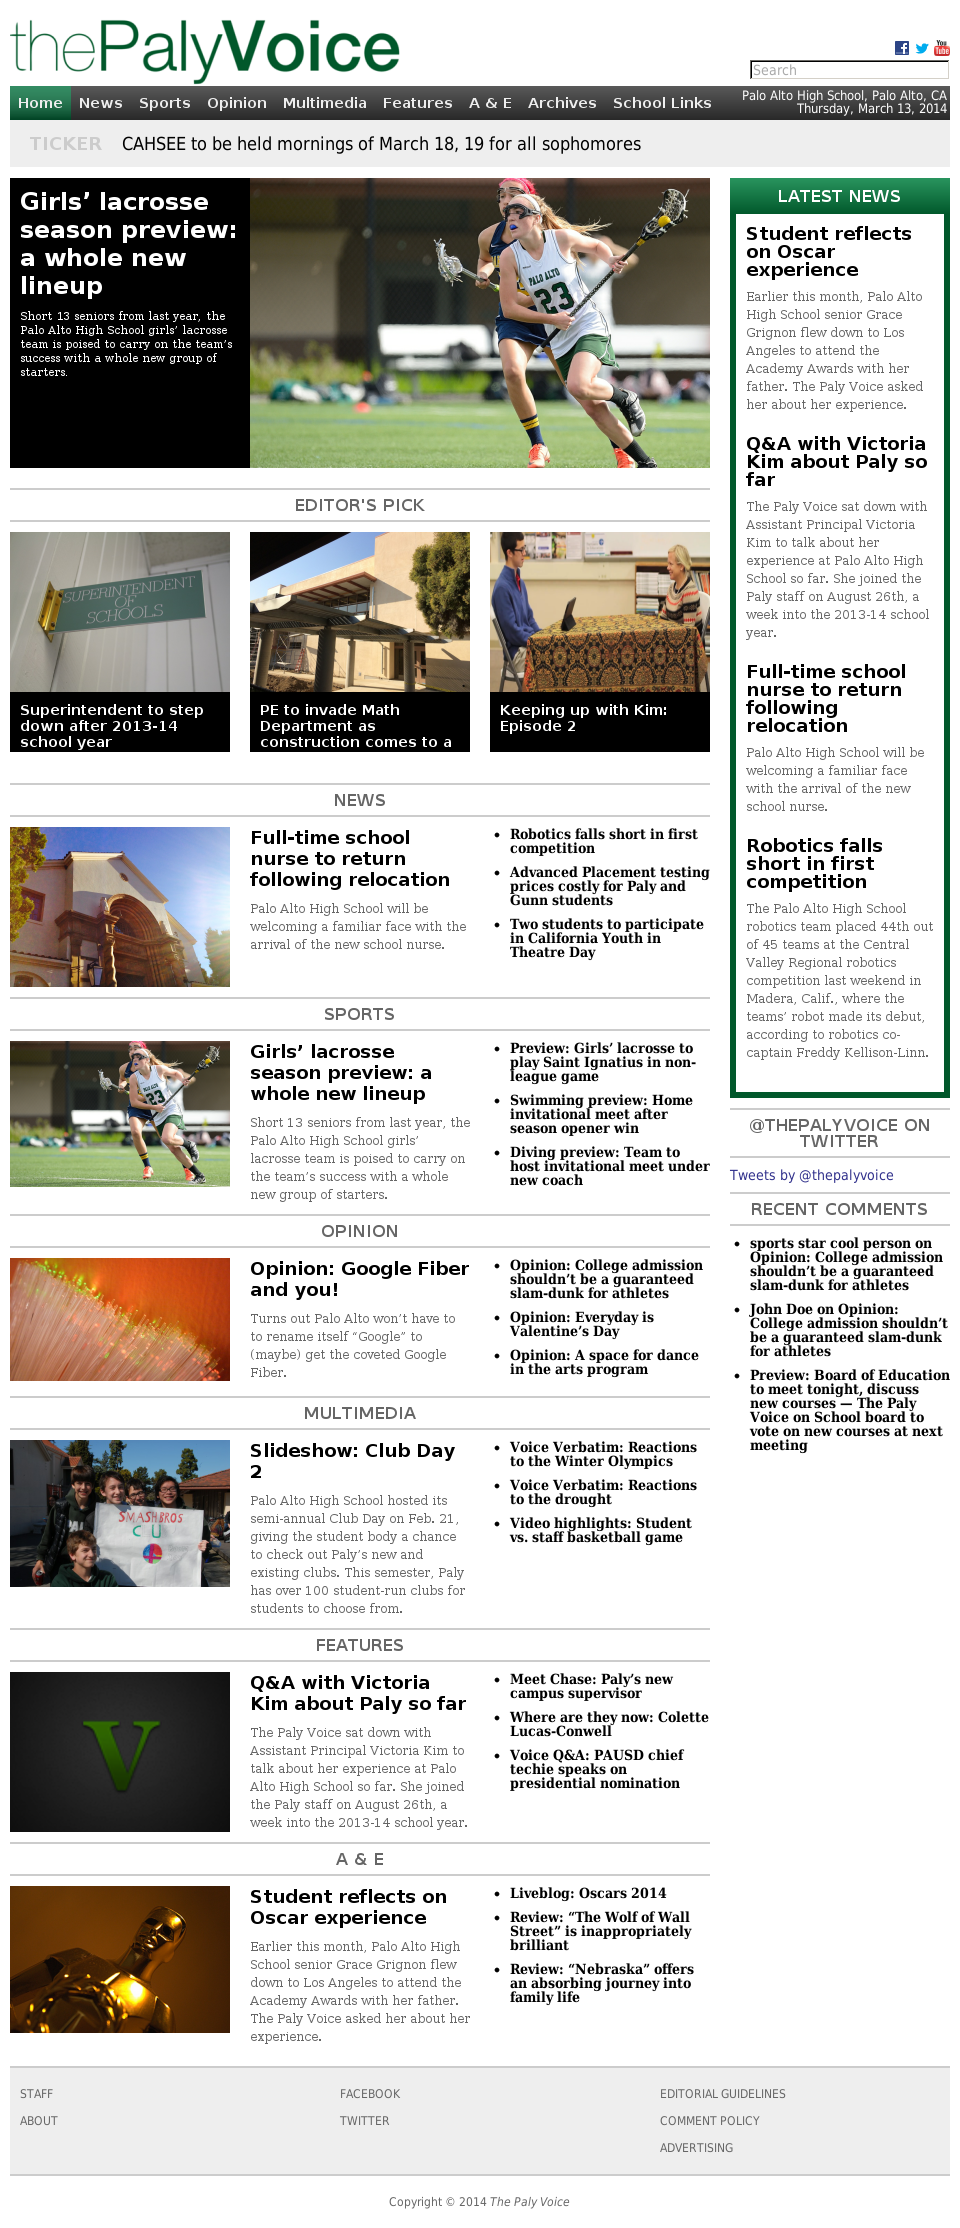 thePalyVoice
Search
Home News Sports Opinion Multimedia Features A & E Archives School Links
Palo Alto High School, Palo Alto, CA
Thursday, March 13, 2014
TICKER CAHSEE to be held mornings of March 18, 19 for all sophomores
Girls’ lacrosse
season preview:
a whole new
lineup
Short 13 seniors from last year, the
Palo Alto High School girls’ lacrosse
team is poised to carry on the team’s
success with a whole new group of
starters.
PALO ALTO
23
EDITOR'S PICK
SUPERINTENDENT
OF
SCHOOLS
Superintendent to step
down after 2013-14
school year
PE to invade Math
Department as
construction comes to a
Keeping up with Kim:
Episode 2
NEWS
Full-time school
nurse to return
following relocation
Palo Alto High School will be
welcoming a familiar face with the
arrival of the new school nurse.
Robotics falls short in first
competition
Advanced Placement testing
prices costly for Paly and
Gunn students
Two students to participate
in California Youth in
Theatre Day
SPORTS
PALO ALTO
23
Girls’ lacrosse
season preview: a
whole new lineup
Short 13 seniors from last year, the
Palo Alto High School girls’
lacrosse team is poised to carry on
the team’s success with a whole
new group of starters.
Preview: Girls’ lacrosse to
play Saint Ignatius in non-
league game
Swimming preview: Home
invitational meet after
season opener win
Diving preview: Team to
host invitational meet under
new coach
OPINION
Opinion: Google Fiber
and you!
Turns out Palo Alto won’t have to
to rename itself “Google” to
(maybe) get the coveted Google
Fiber.
Opinion: College admission
shouldn’t be a guaranteed
slam-dunk for athletes
Opinion: Everyday is
Valentine’s Day
Opinion: A space for dance
in the arts program
MULTIMEDIA
SMASHBROS
CU
Slideshow: Club Day
2
Palo Alto High School hosted its
semi-annual Club Day on Feb. 21,
giving the student body a chance
to check out Paly’s new and
existing clubs. This semester, Paly
has over 100 student-run clubs for
students to choose from.
Voice Verbatim: Reactions
to the Winter Olympics
Voice Verbatim: Reactions
to the drought
Video highlights: Student
vs. staff basketball game
FEATURES
V
Q&A with Victoria
Kim about Paly so far
The Paly Voice sat down with
Assistant Principal Victoria Kim to
talk about her experience at Palo
Alto High School so far. She joined
the Paly staff on August 26th, a
week into the 2013-14 school year.
Meet Chase: Paly’s new
campus supervisor
Where are they now: Colette
Lucas-Conwell
Voice Q&A: PAUSD chief
techie speaks on
presidential nomination
A & E
Student reflects on
Oscar experience
Earlier this month, Palo Alto High
School senior Grace Grignon flew
down to Los Angeles to attend the
Academy Awards with her father.
The Paly Voice asked her about her
experience.
Liveblog: Oscars 2014
Review: “The Wolf of Wall
Street” is inappropriately
brilliant
Review: “Nebraska” offers
an absorbing journey into
family life
LATEST NEWS
Student reflects
on Oscar
experience
Earlier this month, Palo Alto
High School senior Grace
Grignon flew down to Los
Angeles to attend the
Academy Awards with her
father. The Paly Voice asked
her about her experience.
Q&A with Victoria
Kim about Paly so
far
The Paly Voice sat down with
Assistant Principal Victoria
Kim to talk about her
experience at Palo Alto High
School so far. She joined the
Paly staff on August 26th, a
week into the 2013-14 school
year.
Full-time school
nurse to return
following
relocation
Palo Alto High School will be
welcoming a familiar face
with the arrival of the new
school nurse.
Robotics falls
short in first
competition
The Palo Alto High School
robotics team placed 44th out
of 45 teams at the Central
Valley Regional robotics
competition last weekend in
Madera, Calif., where the
teams’ robot made its debut,
according to robotics co-
captain Freddy Kellison-Linn.
@THEPALYVOICE ON
TWITTER
Tweets by @thepalyvoice
RECENT COMMENTS
sports star cool person on
Opinion: College admission
shouldn’t be a guaranteed
slam-dunk for athletes
John Doe on Opinion:
College admission shouldn’t
be a guaranteed slam-dunk
for athletes
Preview: Board of Education
to meet tonight, discuss
new courses — The Paly
Voice on School board to
vote on new courses at next
meeting
STAFF
ABOUT
FACEBOOK
TWITTER
EDITORIAL GUIDELINES
COMMENT POLICY
ADVERTISING
Copyright © 2014 The Paly Voice